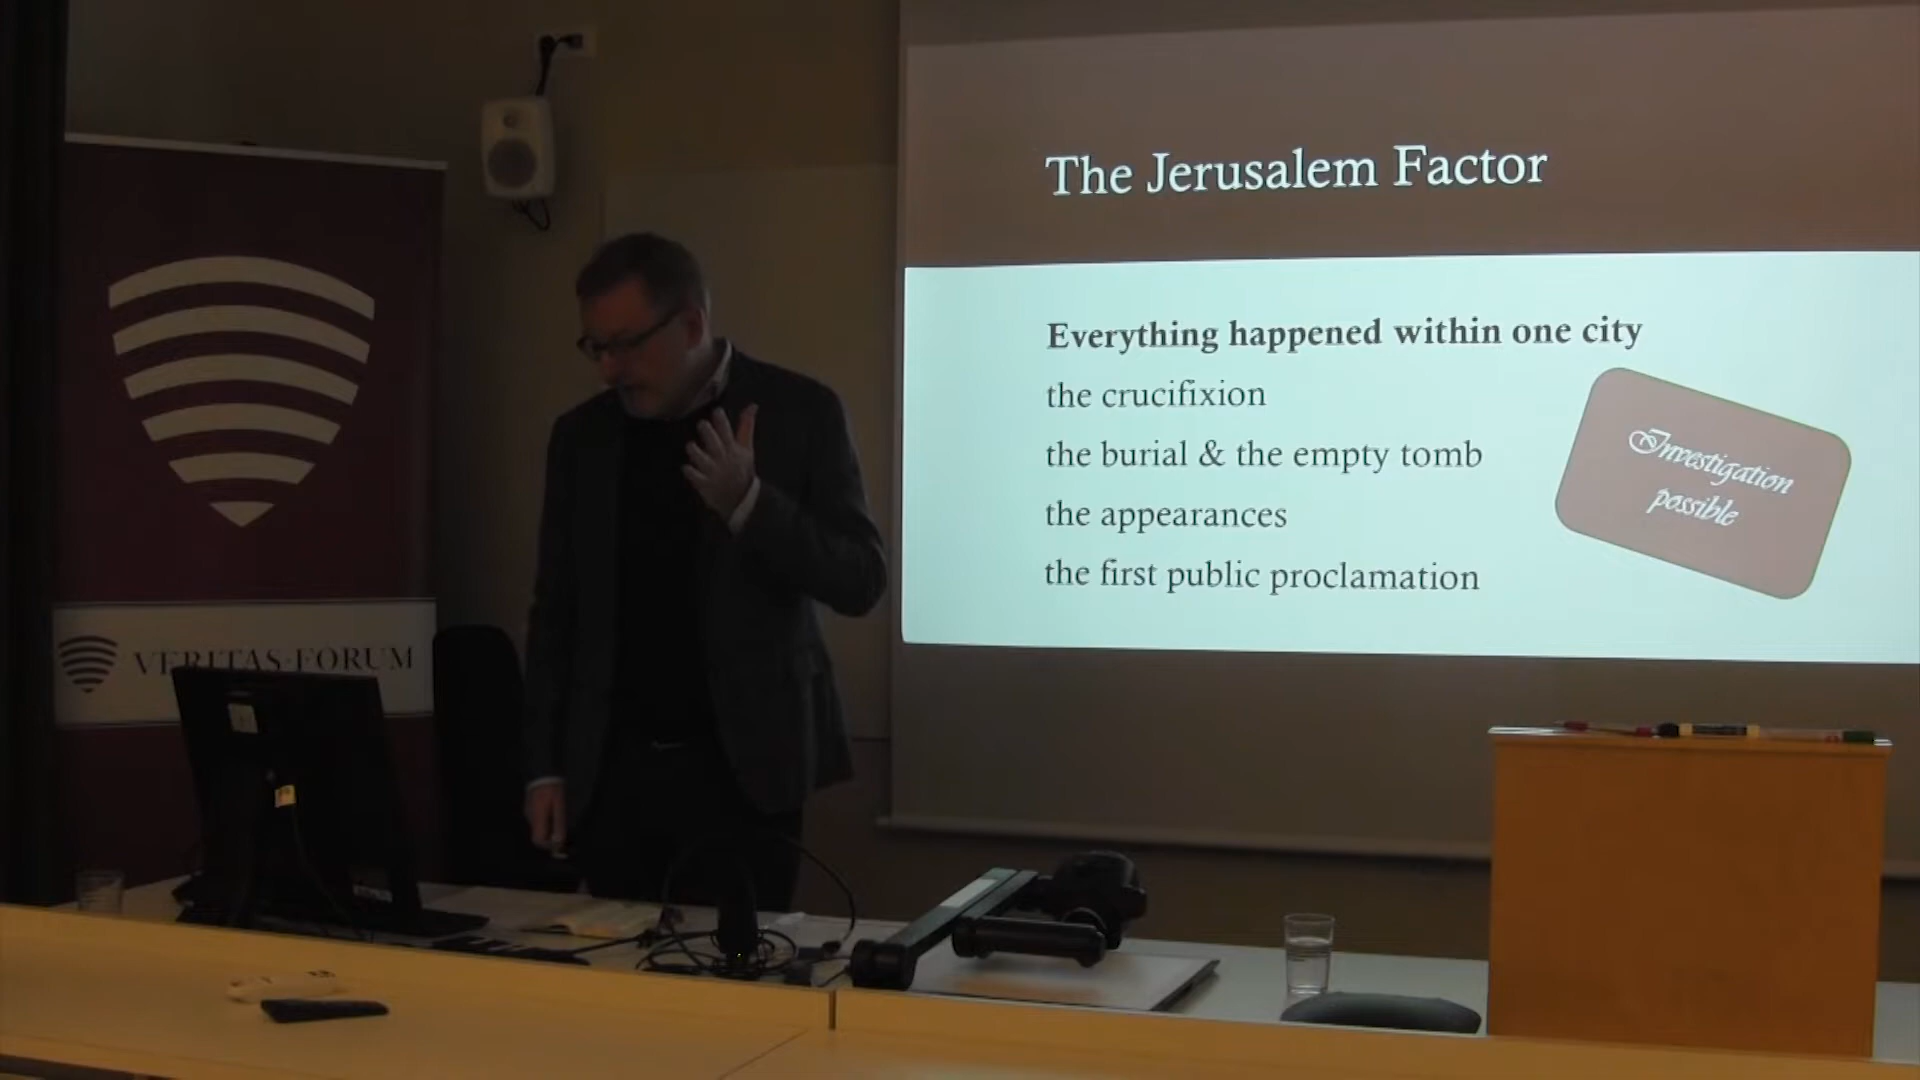 The Jerusalem Factor
Everything happened within one city
the crucifixion
the burial & the empty tomb
the appearances
the first public proclamation
Investigation
possible
VERITAS·FORUM